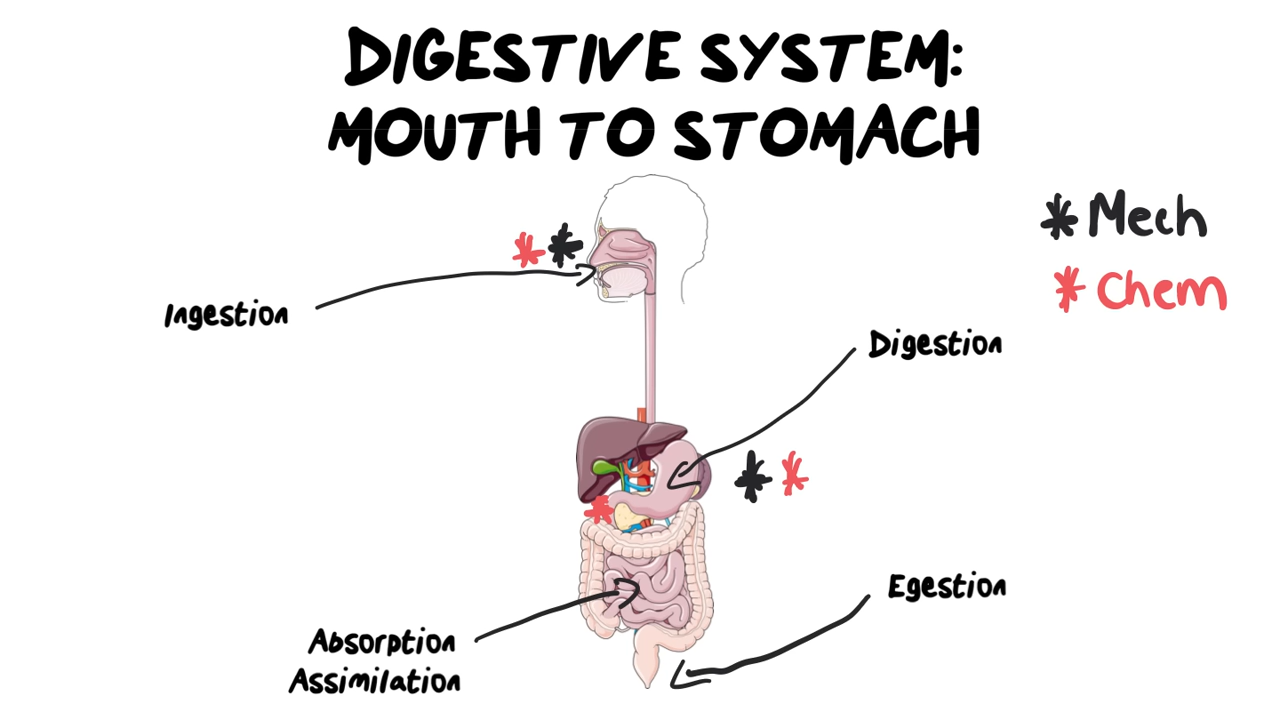 DIGESTIVE SYSTEM:
MOUTH TO STOMACH
* Mech
* Chem
Ingestion
Digestion
Egestion
Absorption
Assimilation